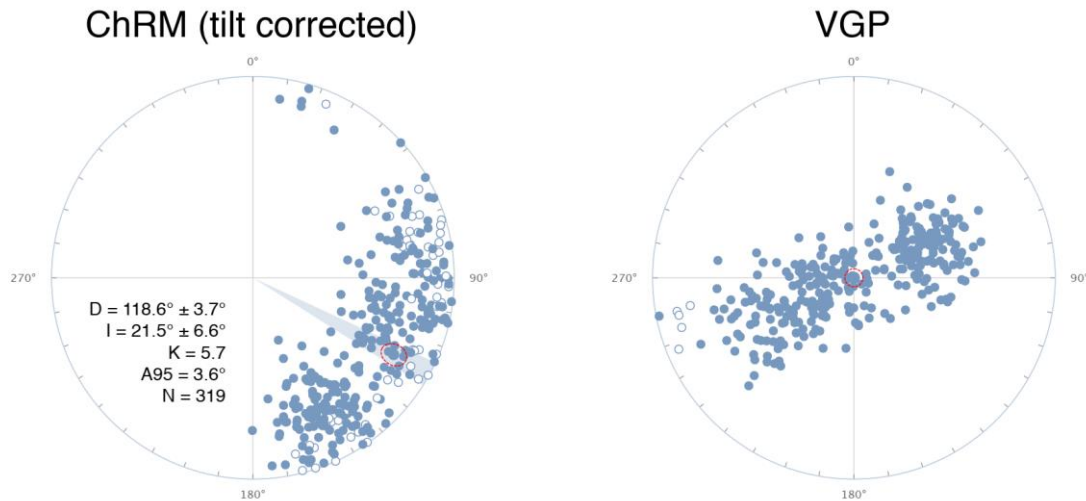 ChRM (tilt corrected)
VGP
0°
0°
270°
90°
270°
90°
D = 118.6° ± 3.7°
I = 21.5° ± 6.6°
K = 5.7
A95 = 3.6°
N = 319
180°
180°